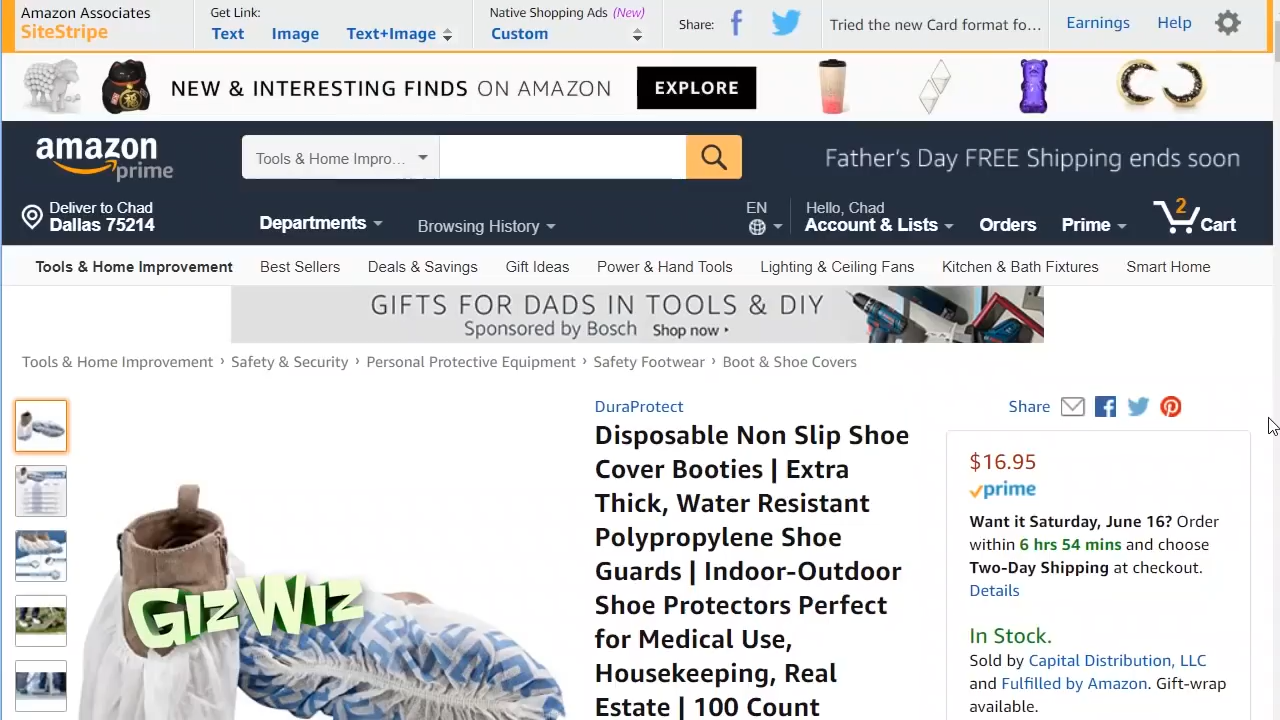 Amazon Associates
SiteStripe
Get Link:
Text Image Text+Image
Native Shopping Ads (New)
Custom
Share:
Tried the new Card format fo...
Earnings Help
NEW & INTERESTING FINDS ON AMAZON
EXPLORE
amazon
prime
Tools & Home Impro...
Father's Day FREE Shipping ends soon
Deliver to Chad
Dallas 75214
Departments
Browsing History
EN
Hello, Chad
Account & Lists
Orders
Prime
2
Cart
Tools & Home Improvement Best Sellers Deals & Savings Gift Ideas Power & Hand Tools Lighting & Ceiling Fans Kitchen & Bath Fixtures Smart Home
GIFTS FOR DADS IN TOOLS & DIY
Sponsored by Bosch Shop now
Tools & Home Improvement › Safety & Security › Personal Protective Equipment › Safety Footwear › Boot & Shoe Covers
DuraProtect
Disposable Non Slip Shoe
Cover Booties | Extra
Thick, Water Resistant
Polypropylene Shoe
Guards | Indoor-Outdoor
Shoe Protectors Perfect
for Medical Use,
Housekeeping, Real
Estate | 100 Count
GizWiz
Share
$16.95
prime
Want it Saturday, June 16? Order
within 6 hrs 54 mins and choose
Two-Day Shipping at checkout.
Details
In Stock.
Sold by Capital Distribution, LLC
and Fulfilled by Amazon. Gift-wrap
available.